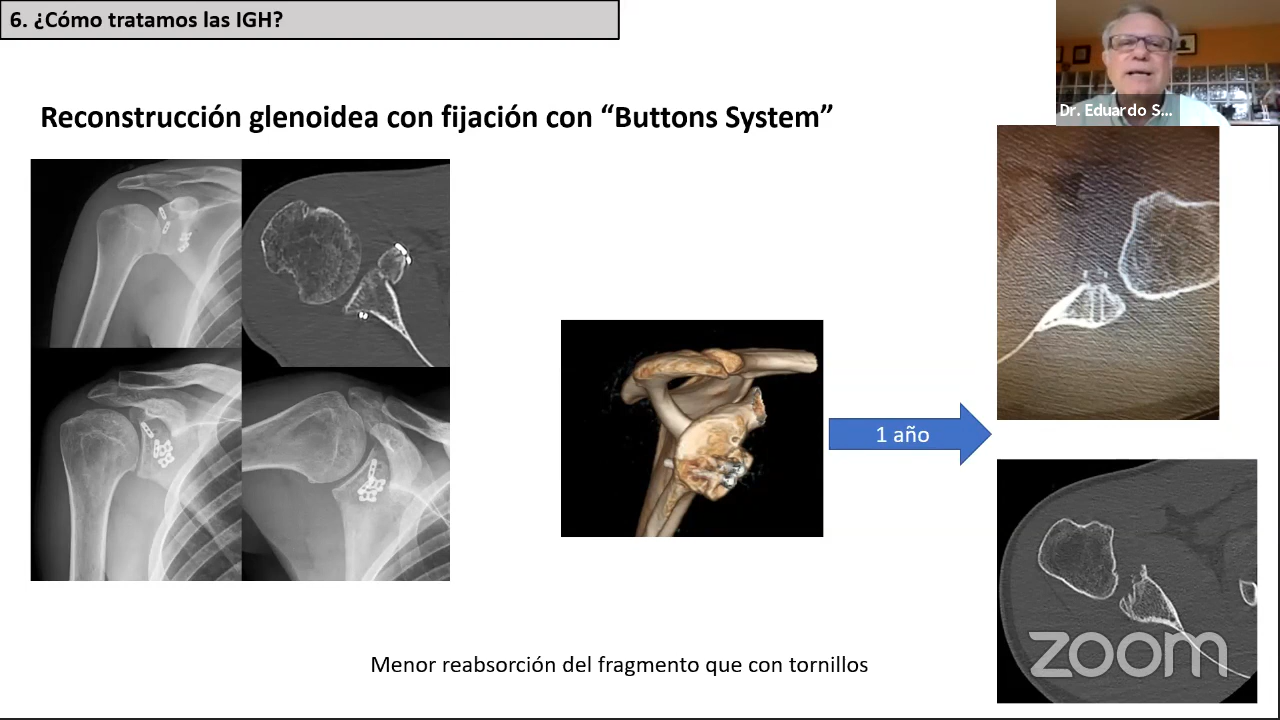 6. ¿Cómo tratamos las IGH?
Dr. Eduardo S...
Reconstrucción glenoidea con fijación con “Buttons System”
1 año
Menor reabsorción del fragmento que con tornillos
zoom